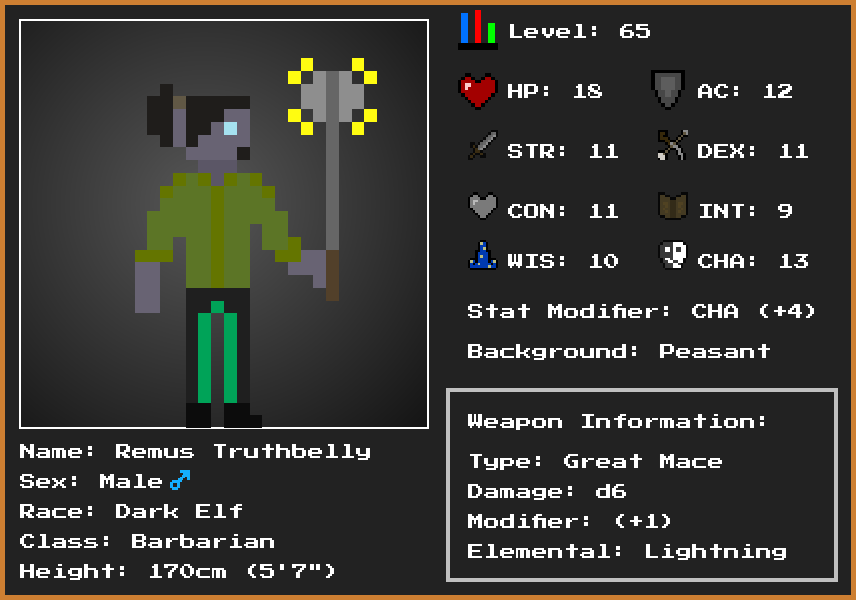 Level: 65
HP: 18
AC: 12
STR: 11
DEX: 11
CON: 11
INT: 9
WIS: 10
CHA: 13
Stat Modifier: CHA (+4)
Background: Peasant
Weapon Information:
Type: Great Mace
Damage: d6
Modifier: (+1)
Elemental: Lightning
Name: Remus Truthbelly
Sex: Male ♂
Race: Dark Elf
Class: Barbarian
Height: 170cm (5'7")